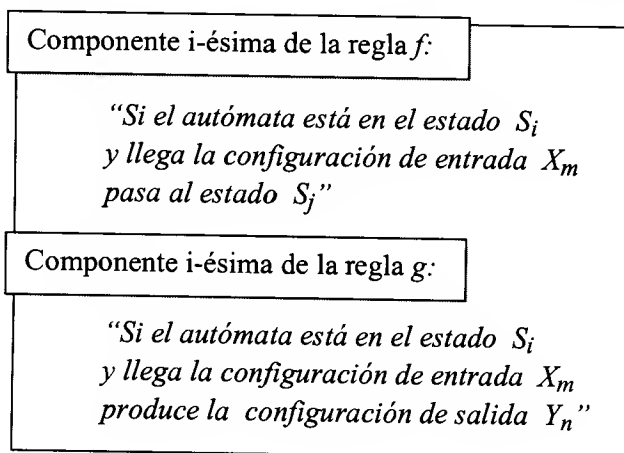 Componente i-ésima de la regla f:
“Si el autómata está en el estado S_i
y llega la configuración de entrada X_m
pasa al estado S_j”
Componente i-ésima de la regla g:
“Si el autómata está en el estado S_i
y llega la configuración de entrada X_m
produce la configuración de salida Y_n”